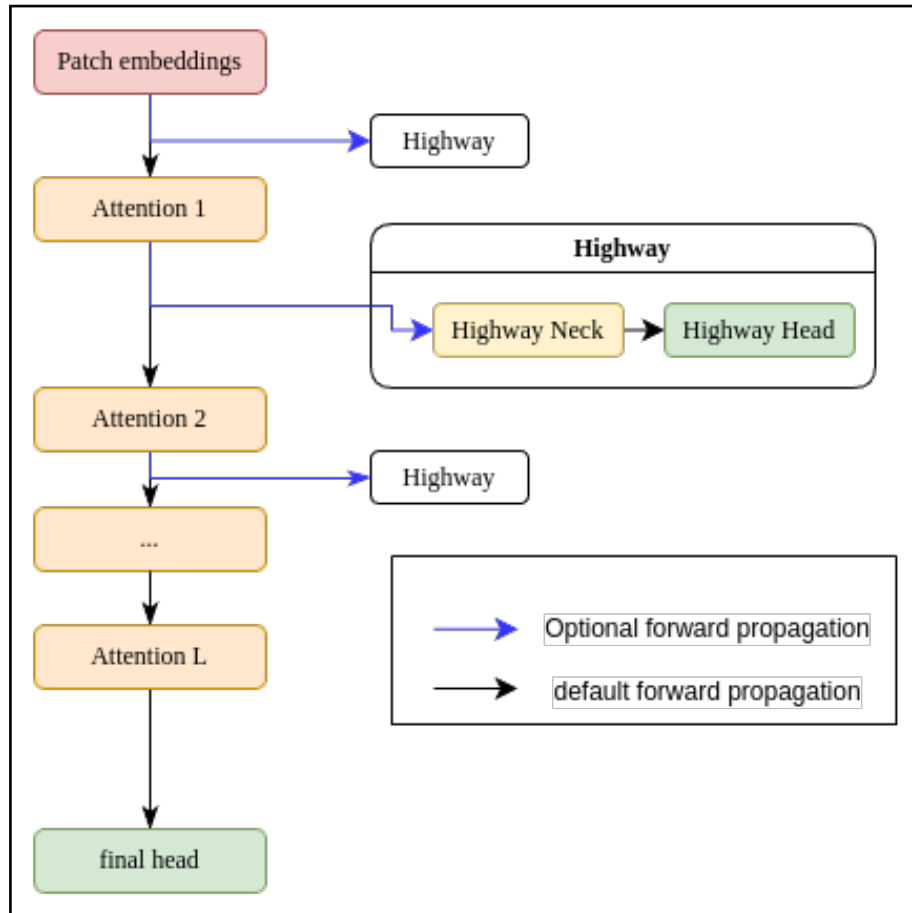 Patch embeddings
Highway
Attention 1
Highway
Highway Neck
Highway Head
Attention 2
Highway
...
Optional forward propagation
Attention L
default forward propagation
final head